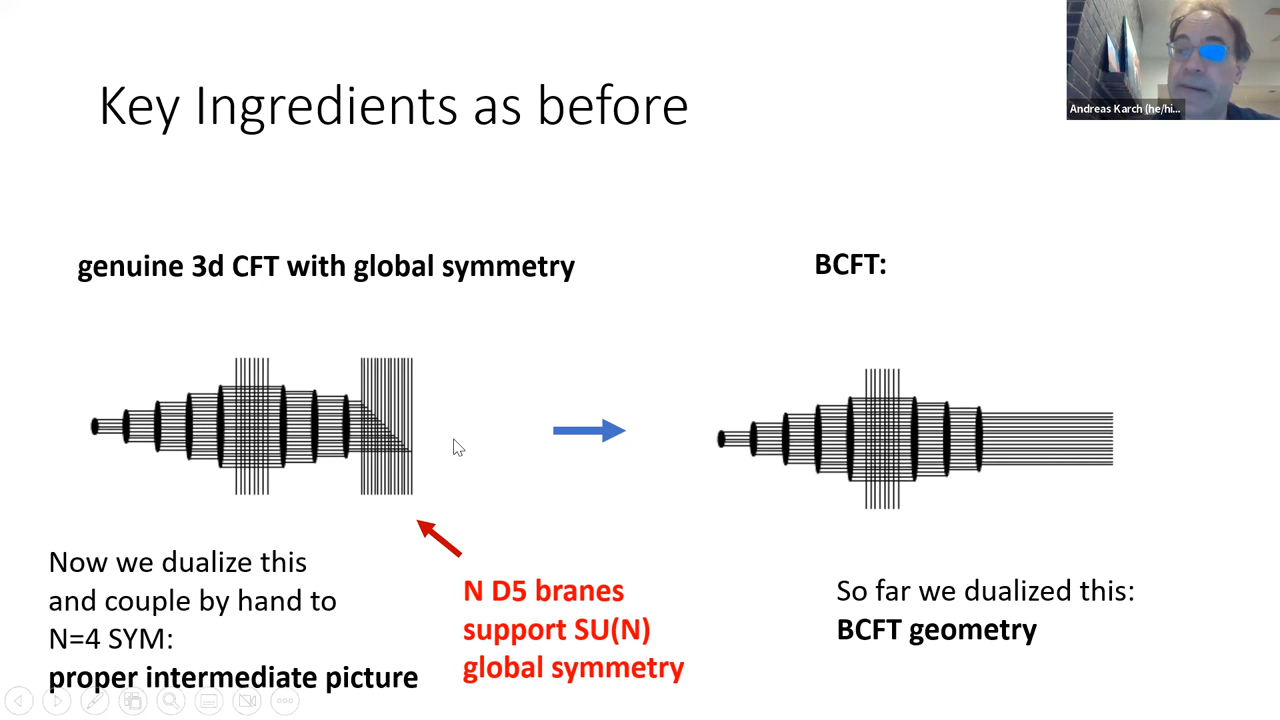 Key Ingredients as before
Andreas Karch (he/hi...
genuine 3d CFT with global symmetry
BCFT:
Now we dualize this
and couple by hand to
N=4 SYM:
proper intermediate picture
N D5 branes
support SU(N)
global symmetry
So far we dualized this:
BCFT geometry